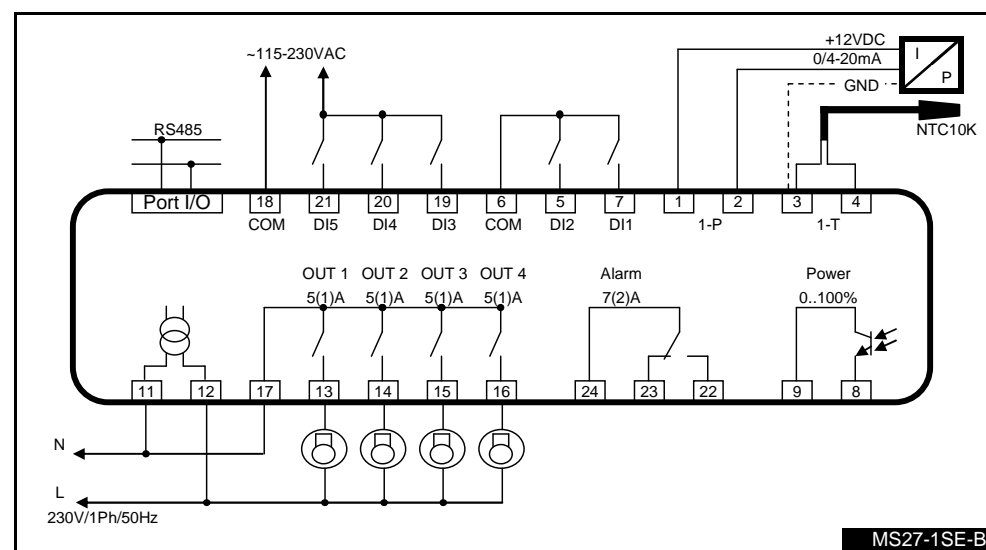 +12VDC
~115-230VAC
0/4-20mA
I
P
GND
RS485
NTC10K
Port I/O 18 21 20 19 6 5 7 1 2 3 4
COM DI5 DI4 DI3 COM DI2 DI1 1-P 1-T
OUT 1 OUT 2 OUT 3 OUT 4 Alarm Power
5(1)A 5(1)A 5(1)A 5(1)A 7(2)A 0..100%
11 12 17 13 14 15 16 24 23 22 9 8
N
L
230V/1Ph/50Hz
MS27-1SE-B